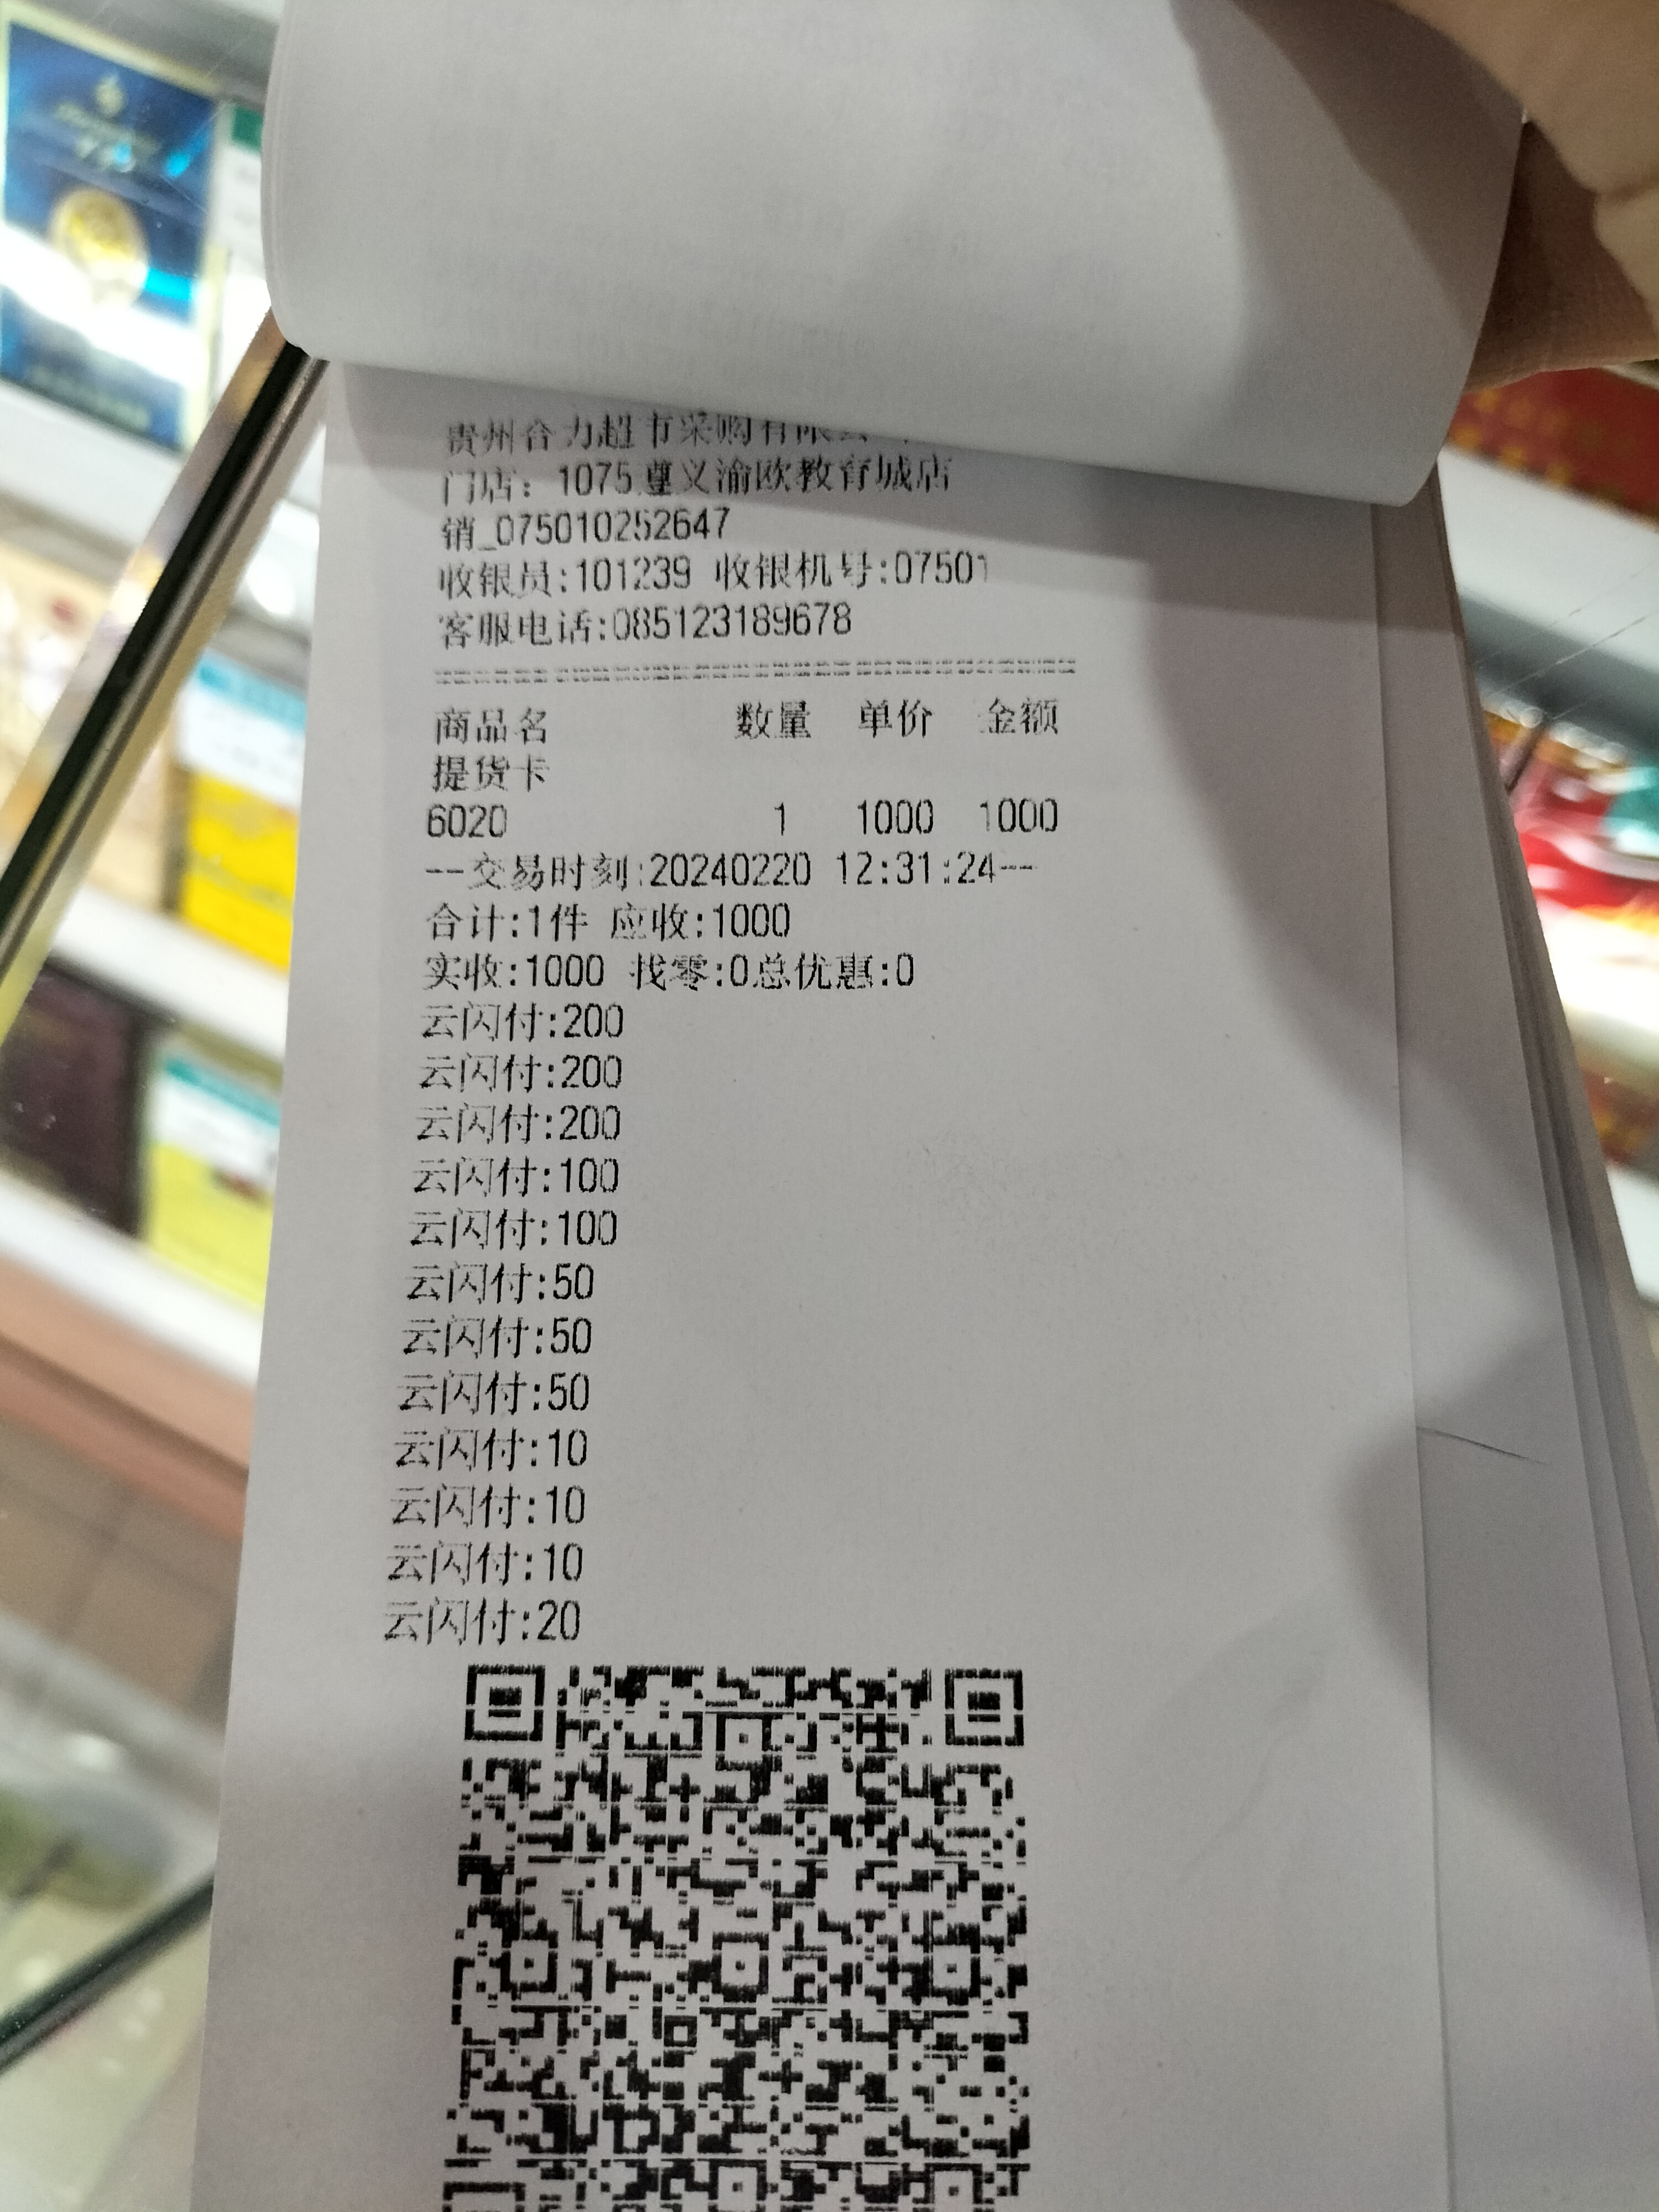 贵州合力超市采购有限公
门店：1075遵义渝欧教育城店
销_075010252647
收银员:101239 收银机号:07501
客服电话:085123189678
商品名 数量 单价 金额
提货卡
6020 1 1000 1000
--交易时刻:20240220 12:31:24--
合计:1件 应收:1000
实收:1000 找零:0总优惠:0
云闪付:200
云闪付:200
云闪付:200
云闪付:100
云闪付:100
云闪付:50
云闪付:50
云闪付:50
云闪付:10
云闪付:10
云闪付:10
云闪付:20